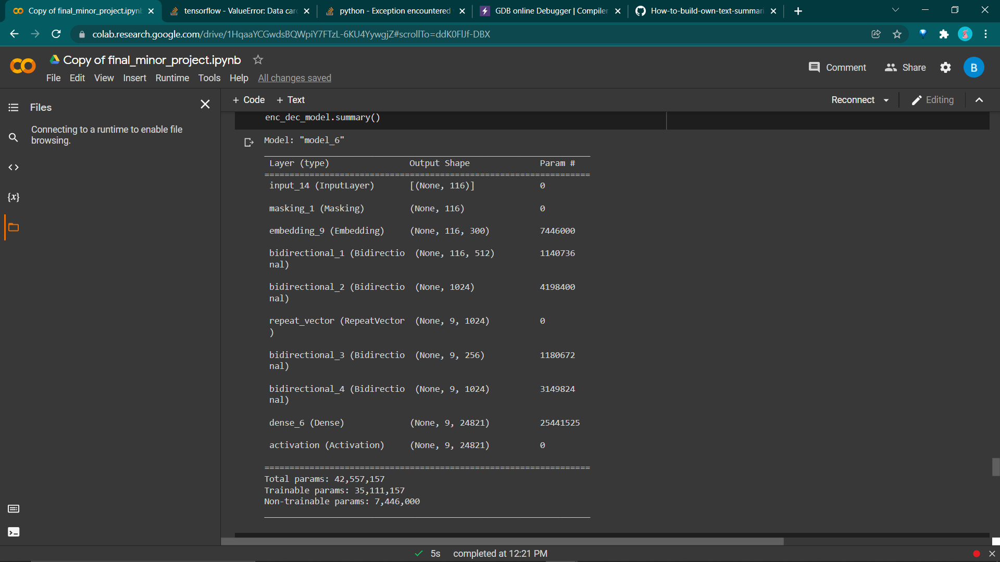 Copy of final_minor_project.ipynb
tensorflow - ValueError: Data car
python - Exception encountered
GDB online Debugger | Compiler
How-to-build-own-text-summari
colab.research.google.com/drive/1HqaaYCGwdsBQWpiY7FTzL-6KU4YywgjZ#scrollTo=ddK0FlJf-DBX
CO
Copy of final_minor_project.ipynb
Comment
Share
B
File Edit View Insert Runtime Tools Help All changes saved
Files
+ Code + Text
Reconnect
Editing
Connecting to a runtime to enable file
browsing.
{x}
enc_dec_model.summary()
Model: "model_6"
Layer (type) Output Shape Param #
=================================================================
input_14 (InputLayer) [(None, 116)] 0
masking_1 (Masking) (None, 116) 0
embedding_9 (Embedding) (None, 116, 300) 7446000
bidirectional_1 (Bidirectio (None, 116, 512) 1140736
nal)
bidirectional_2 (Bidirectio (None, 1024) 4198400
nal)
repeat_vector (RepeatVector (None, 9, 1024) 0
)
bidirectional_3 (Bidirectio (None, 9, 256) 1180672
nal)
bidirectional_4 (Bidirectio (None, 9, 1024) 3149824
nal)
dense_6 (Dense) (None, 9, 24821) 25441525
activation (Activation) (None, 9, 24821) 0
=================================================================
Total params: 42,557,157
Trainable params: 35,111,157
Non-trainable params: 7,446,000
5s completed at 12:21 PM